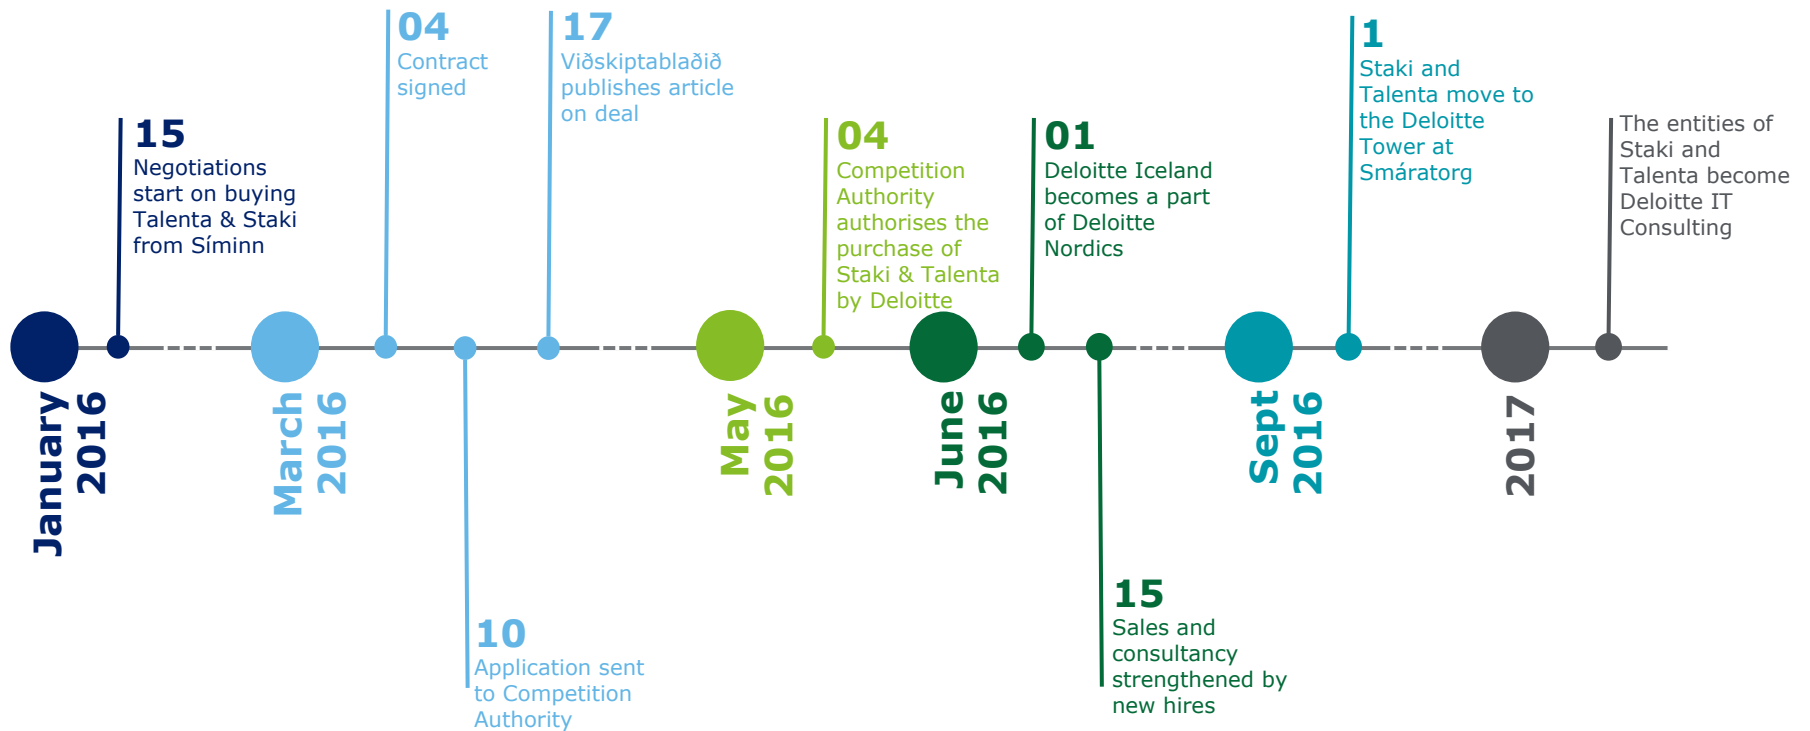 15
Negotiations
start on buying
Talenta & Staki
from Síminn
04
Contract
signed
17
Viðskiptablaðið
publishes article
on deal
04
Competition
Authority
authorises the
purchase of
Staki & Talenta
by Deloitte
01
Deloitte Iceland
becomes a part
of Deloitte
Nordics
1
Staki and
Talenta move to
the Deloitte
Tower at
Smáratorg
The entities of
Staki and
Talenta become
Deloitte IT
Consulting
January
2016
March
2016
May
2016
June
2016
Sept
2016
2017
10
Application sent
to Competition
Authority
15
Sales and
consultancy
strengthened by
new hires